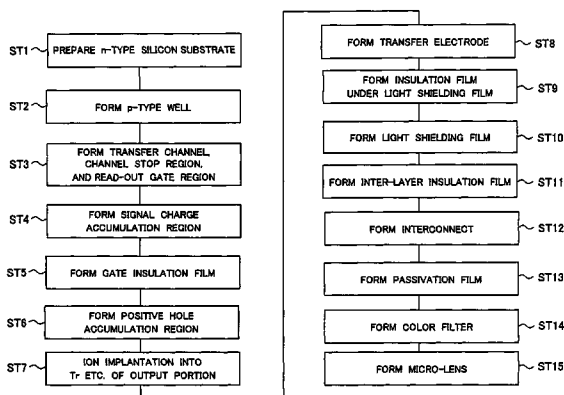 ST1
PREPARE n-TYPE SILICON SUBSTRATE
ST2
FORM p-TYPE WELL
ST3
FORM TRANSFER CHANNEL,
CHANNEL STOP REGION,
AND READ-OUT GATE REGION
ST4
FORM SIGNAL CHARGE
ACCUMULATION REGION
ST5
FORM GATE INSULATION FILM
ST6
FORM POSITIVE HOLE
ACCUMULATION REGION
ST7
ION IMPLANTATION INTO
Tr ETC. OF OUTPUT PORTION
FORM TRANSFER ELECTRODE
ST8
FORM INSULATION FILM
UNDER LIGHT SHIELDING FILM
ST9
FORM LIGHT SHIELDING FILM
ST10
FORM INTER-LAYER INSULATION FILM
ST11
FORM INTERCONNECT
ST12
FORM PASSIVATION FILM
ST13
FORM COLOR FILTER
ST14
FORM MICRO-LENS
ST15